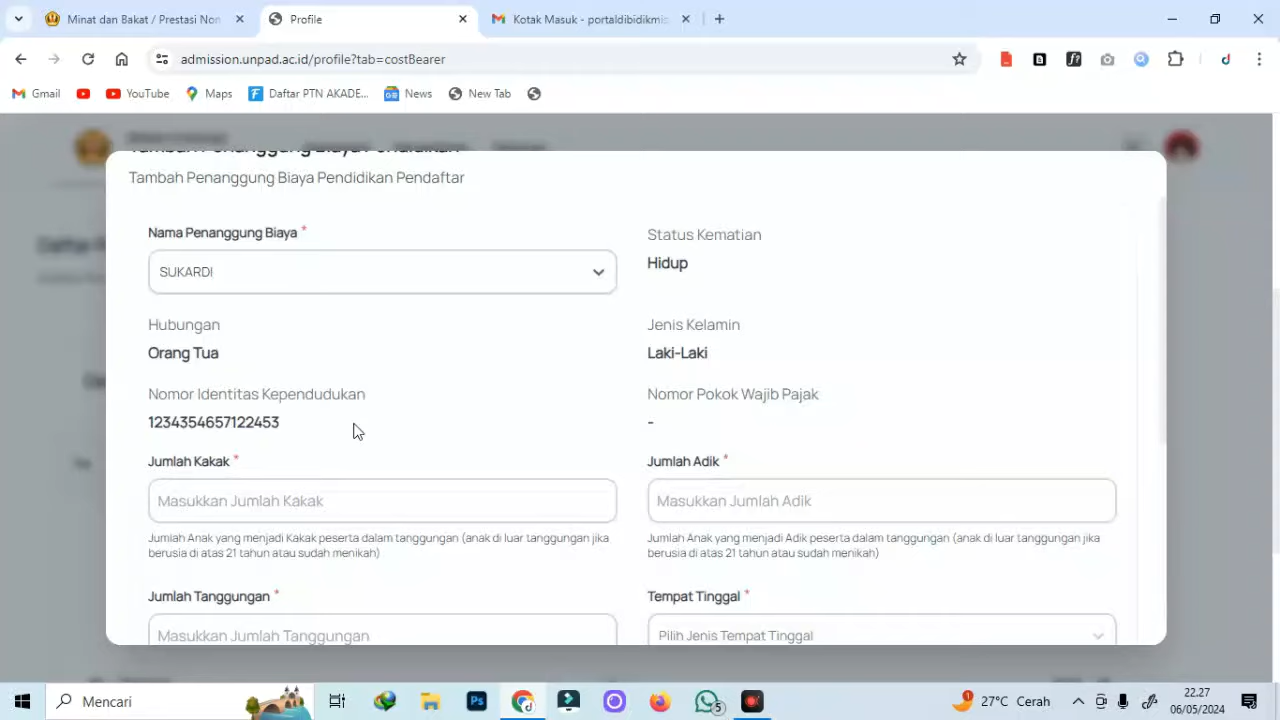 Minat dan Bakat / Prestasi Non
Profile
Kotak Masuk - portaldibidikmis
admission.unpad.ac.id/profile?tab=costBearer
Gmail
YouTube
Maps
Daftar PTN AKADE...
News
New Tab
Tambah Penanggung Biaya Pendidikan
Tambah Penanggung Biaya Pendidikan Pendaftar
Nama Penanggung Biaya *
SUKARDI
Status Kematian
Hidup
Hubungan
Orang Tua
Jenis Kelamin
Laki-Laki
Nomor Identitas Kependudukan
1234354657122453
Nomor Pokok Wajib Pajak
-
Jumlah Kakak *
Masukkan Jumlah Kakak
Jumlah Anak yang menjadi Kakak peserta dalam tanggungan (anak di luar tanggungan jika
berusia di atas 21 tahun atau sudah menikah)
Jumlah Adik *
Masukkan Jumlah Adik
Jumlah Anak yang menjadi Adik peserta dalam tanggungan (anak di luar tanggungan jika
berusia di atas 21 tahun atau sudah menikah)
Jumlah Tanggungan *
Masukkan Jumlah Tanggungan
Tempat Tinggal *
Pilih Jenis Tempat Tinggal
Mencari
5
1
27°C Cerah
22.27
06/05/2024